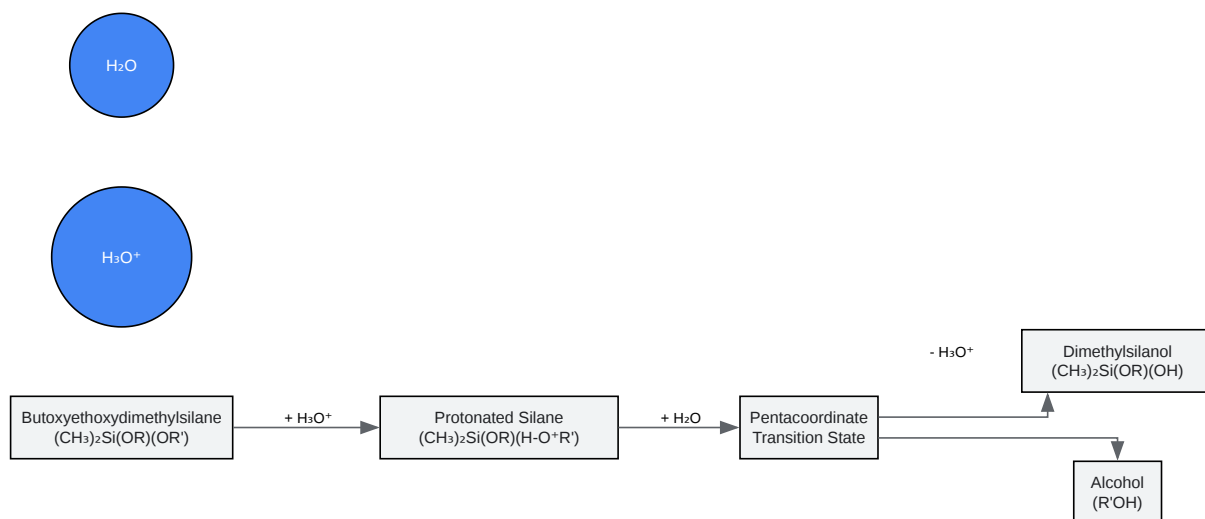 H₂O
H₃O⁺
- H₃O⁺
Dimethylsilanol
(CH₃)₂Si(OR)(OH)
Butoxyethoxydimethylsilane
(CH₃)₂Si(OR)(OR')
+ H₃O⁺
Protonated Silane
(CH₃)₂Si(OR)(H-O⁺R')
+ H₂O
Pentacoordinate
Transition State
Alcohol
(R'OH)